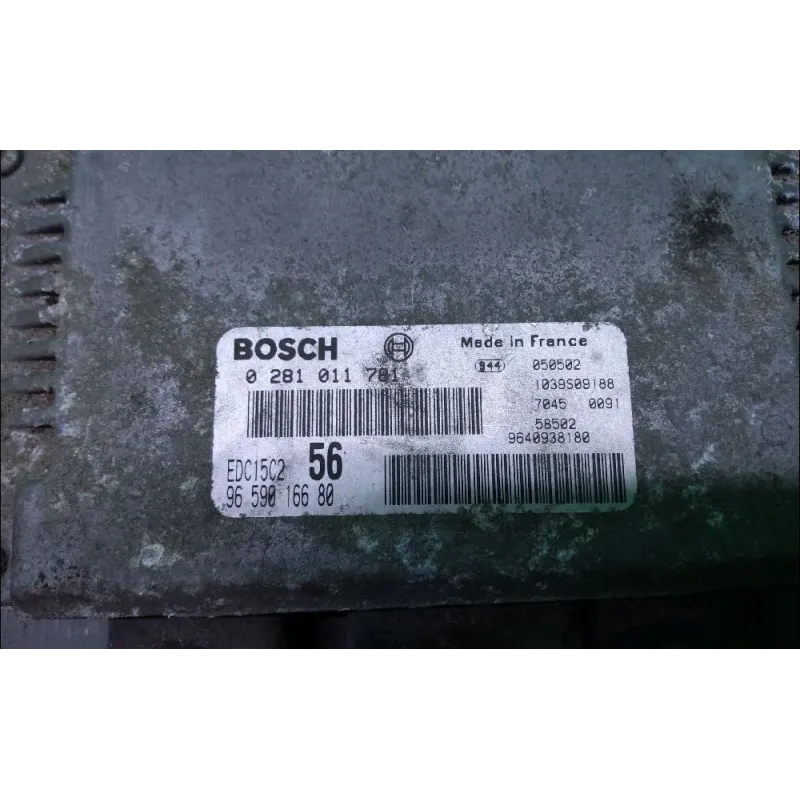 BOSCH
Made in France
0 281 011 781
944 050502
1039S09188
7045 0091
58502
9640938180
EDC15C2 56
96 590 166 80